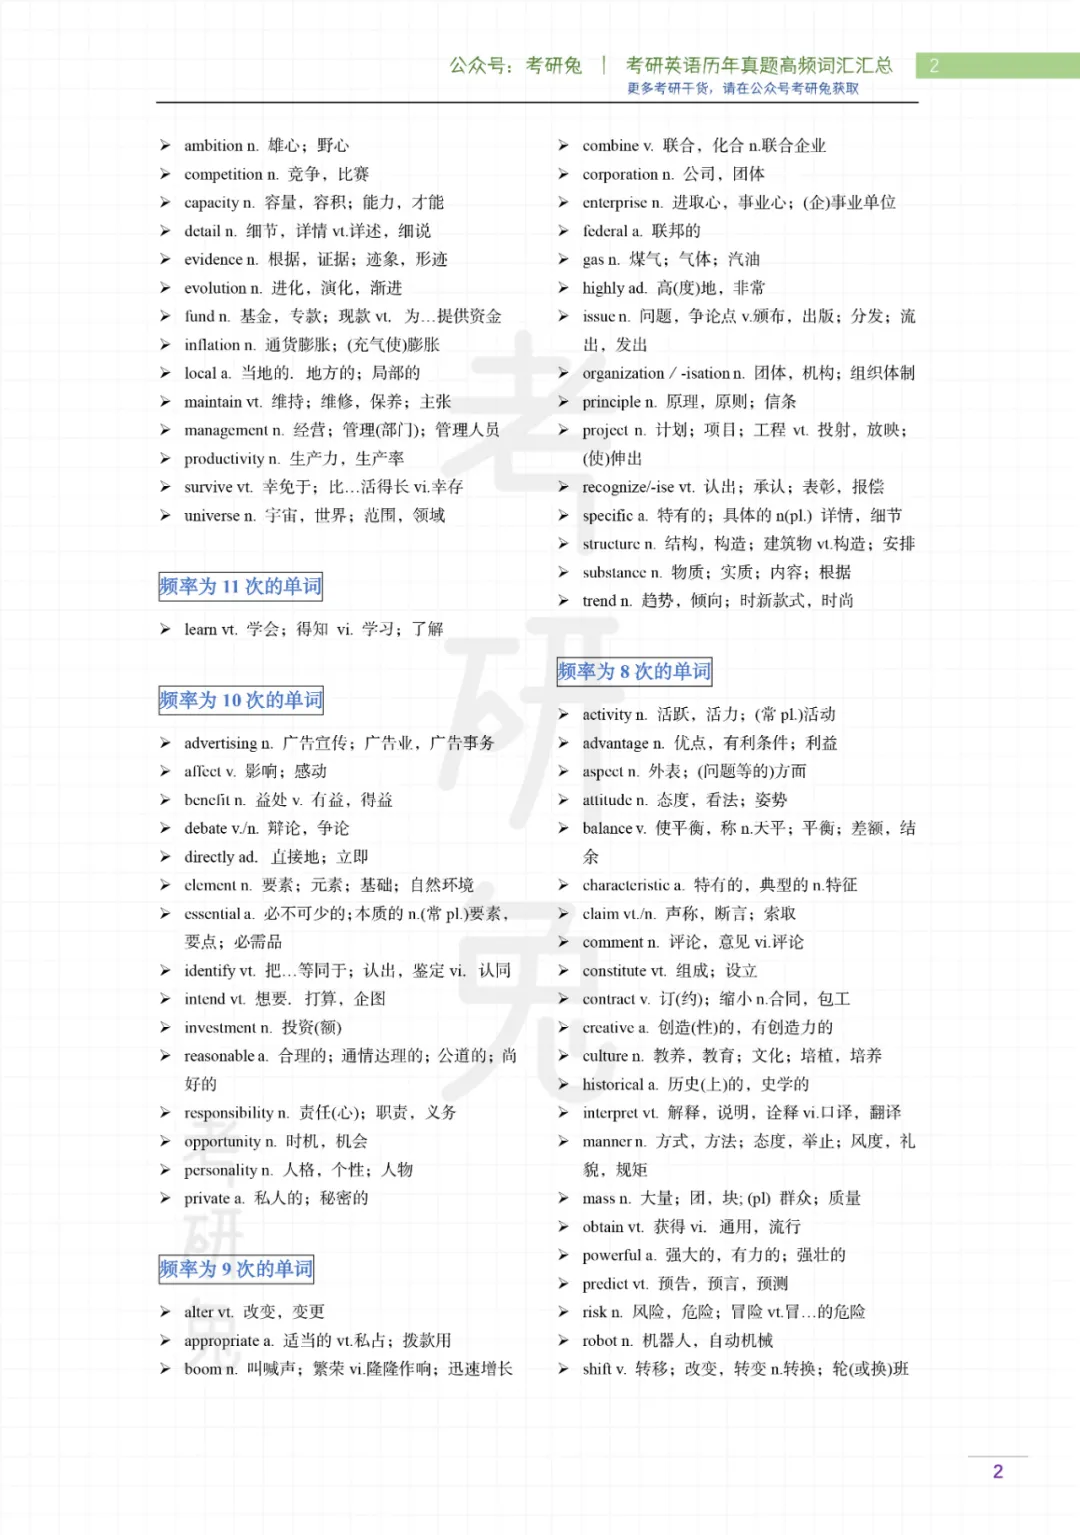 公众号：考研兔 | 考研英语历年真题高频词汇汇总 2
更多考研干货，请在公众号考研兔获取
➢ ambition n. 雄心；野心
➢ competition n. 竞争，比赛
➢ capacity n. 容量，容积；能力，才能
➢ detail n. 细节，详情 vt.详述，细说
➢ evidence n. 根据，证据；迹象，形迹
➢ evolution n. 进化，演化，渐进
➢ fund n. 基金，专款；现款 vt. 为…提供资金
➢ inflation n. 通货膨胀；(充气使)膨胀
➢ local a. 当地的．地方的；局部的
➢ maintain vt. 维持；维修，保养；主张
➢ management n. 经营；管理(部门)；管理人员
➢ productivity n. 生产力，生产率
➢ survive vt. 幸免于；比…活得长 vi.幸存
➢ universe n. 宇宙，世界；范围，领域
频率为 11 次的单词
➢ learn vt. 学会；得知 vi. 学习；了解
频率为 10 次的单词
➢ advertising n. 广告宣传；广告业，广告事务
➢ affect v. 影响；感动
➢ benefit n. 益处 v. 有益，得益
➢ debate v./n. 辩论，争论
➢ directly ad. 直接地；立即
➢ element n. 要素；元素；基础；自然环境
➢ essential a. 必不可少的；本质的 n.(常 pl.)要素，
要点；必需品
➢ identify vt. 把…等同于；认出，鉴定 vi. 认同
➢ intend vt. 想要．打算，企图
➢ investment n. 投资(额)
➢ reasonable a. 合理的；通情达理的；公道的；尚
好的
➢ responsibility n. 责任(心)；职责，义务
➢ opportunity n. 时机，机会
➢ personality n. 人格，个性；人物
➢ private a. 私人的；秘密的
频率为 9 次的单词
➢ alter vt. 改变，变更
➢ appropriate a. 适当的 vt.私占；拨款用
➢ boom n. 叫喊声；繁荣 vi.隆隆作响；迅速增长
➢ combine v. 联合，化合 n.联合企业
➢ corporation n. 公司，团体
➢ enterprise n. 进取心，事业心；(企)事业单位
➢ federal a. 联邦的
➢ gas n. 煤气；气体；汽油
➢ highly ad. 高(度)地，非常
➢ issue n. 问题，争论点 v.颁布，出版；分发；流
出，发出
➢ organization / -isation n. 团体，机构；组织体制
➢ principle n. 原理，原则；信条
➢ project n. 计划；项目；工程 vt. 投射，放映；
(使)伸出
➢ recognize/-ise vt. 认出；承认；表彰，报偿
➢ specific a. 特有的；具体的 n(pl.) 详情，细节
➢ structure n. 结构，构造；建筑物 vt.构造；安排
➢ substance n. 物质；实质；内容；根据
➢ trend n. 趋势，倾向；时新款式，时尚
频率为 8 次的单词
➢ activity n. 活跃，活力；(常 pl.)活动
➢ advantage n. 优点，有利条件；利益
➢ aspect n. 外表；(问题等的)方面
➢ attitude n. 态度，看法；姿势
➢ balance v. 使平衡，称 n.天平；平衡；差额，结
余
➢ characteristic a. 特有的，典型的 n.特征
➢ claim vt./n. 声称，断言；索取
➢ comment n. 评论，意见 vi.评论
➢ constitute vt. 组成；设立
➢ contract v. 订(约)；缩小 n.合同，包工
➢ creative a. 创造(性)的，有创造力的
➢ culture n. 教养，教育；文化；培植，培养
➢ historical a. 历史(上)的，史学的
➢ interpret vt. 解释，说明，诠释 vi.口译，翻译
➢ manner n. 方式，方法；态度，举止；风度，礼
貌，规矩
➢ mass n. 大量；团，块; (pl) 群众；质量
➢ obtain vt. 获得 vi. 通用，流行
➢ powerful a. 强大的，有力的；强壮的
➢ predict vt. 预告，预言，预测
➢ risk n. 风险，危险；冒险 vt.冒…的危险
➢ robot n. 机器人，自动机械
➢ shift v. 转移；改变，转变 n.转换；轮(或换)班
考研兔
考研兔
2